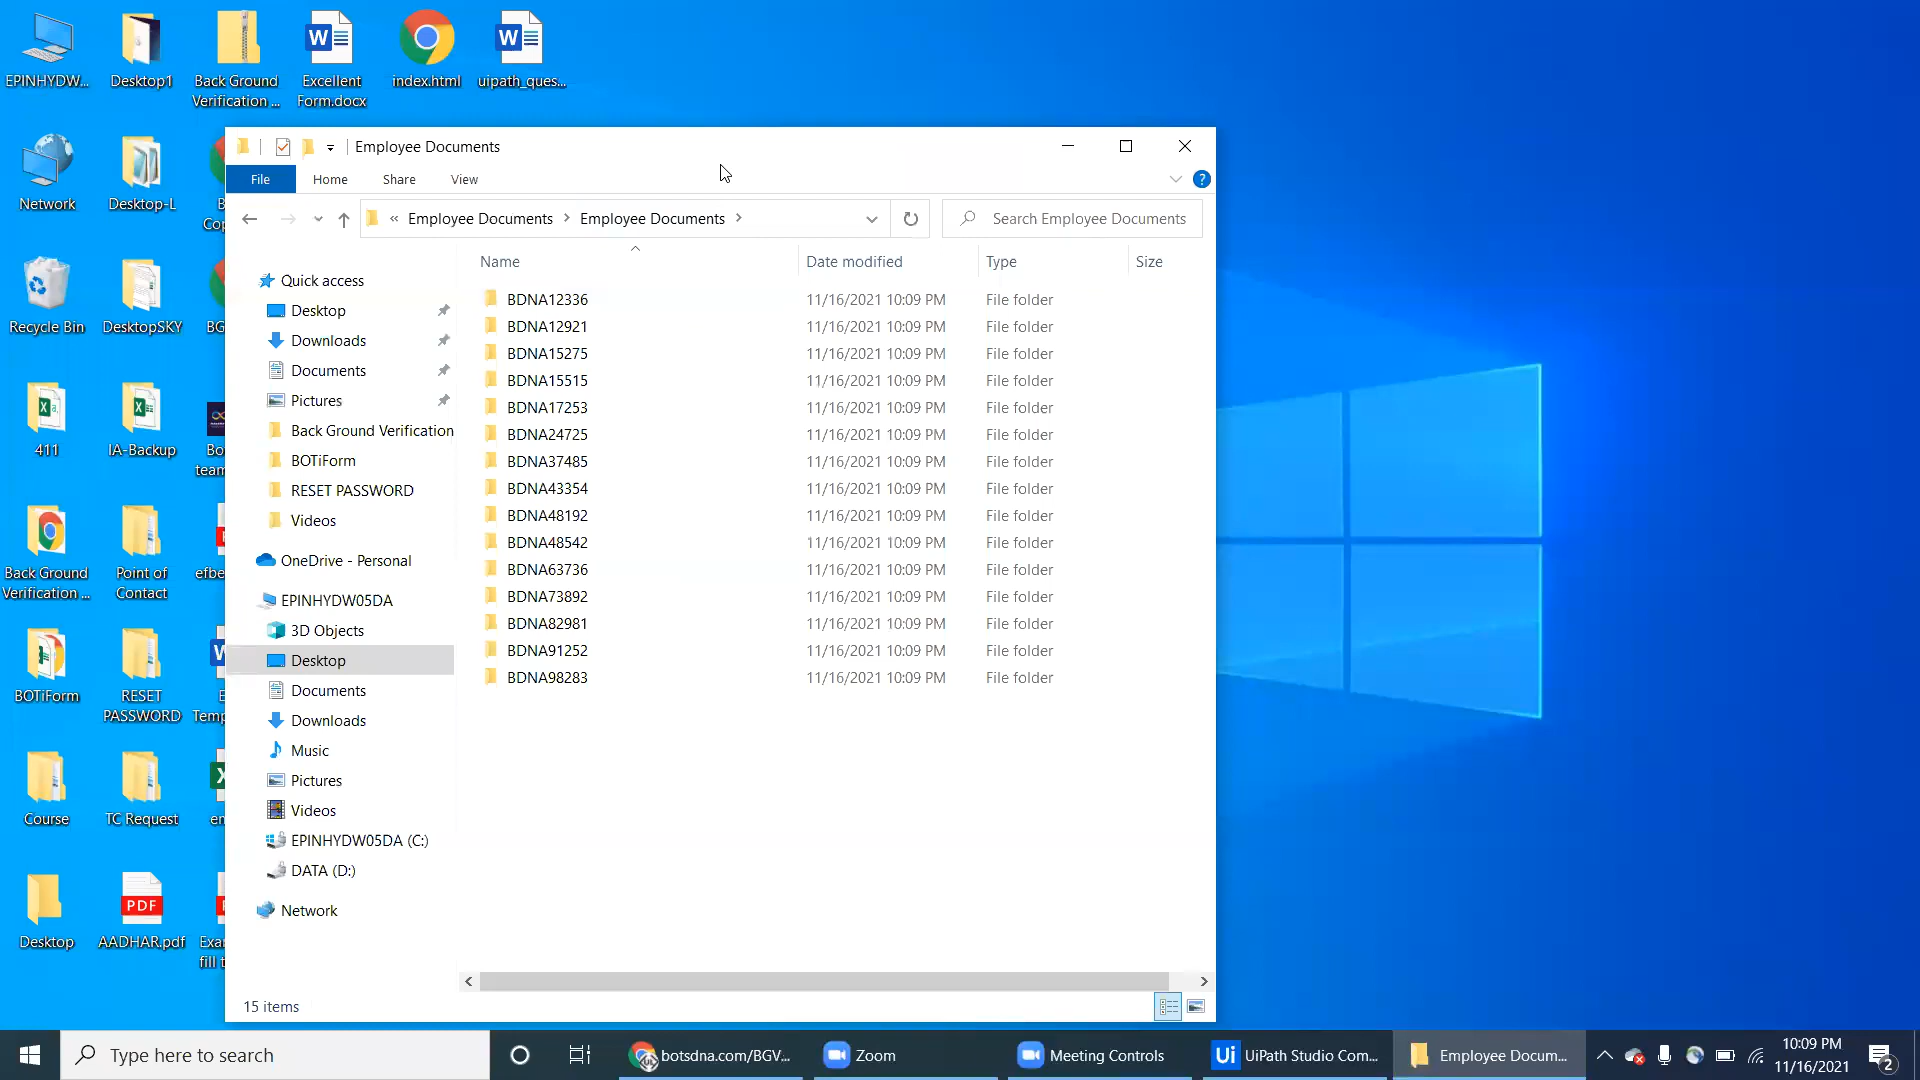 EPINHYDW...
Desktop1
Back Ground
Verification ...
Excellent
Form.docx
index.html
uipath_ques...
Network
Desktop-L
Recycle Bin
DesktopSKY
411
IA-Backup
Back Ground
Verification ...
Point of
Contact
BOTiForm
RESET
PASSWORD
Course
TC Request
Desktop
PDF
AADHAR.pdf
Employee Documents
File
Home
Share
View
« Employee Documents > Employee Documents >
Search Employee Documents
Name
Date modified
Type
Size
Quick access
Desktop
Downloads
Documents
Pictures
Back Ground Verification
BOTiForm
RESET PASSWORD
Videos
OneDrive - Personal
EPINHYDW05DA
3D Objects
Desktop
Documents
Downloads
Music
Pictures
Videos
EPINHYDW05DA (C:)
DATA (D:)
Network
BDNA12336 11/16/2021 10:09 PM File folder
BDNA12921 11/16/2021 10:09 PM File folder
BDNA15275 11/16/2021 10:09 PM File folder
BDNA15515 11/16/2021 10:09 PM File folder
BDNA17253 11/16/2021 10:09 PM File folder
BDNA24725 11/16/2021 10:09 PM File folder
BDNA37485 11/16/2021 10:09 PM File folder
BDNA43354 11/16/2021 10:09 PM File folder
BDNA48192 11/16/2021 10:09 PM File folder
BDNA48542 11/16/2021 10:09 PM File folder
BDNA63736 11/16/2021 10:09 PM File folder
BDNA73892 11/16/2021 10:09 PM File folder
BDNA82981 11/16/2021 10:09 PM File folder
BDNA91252 11/16/2021 10:09 PM File folder
BDNA98283 11/16/2021 10:09 PM File folder
15 items
Type here to search
botsdna.com/BGV...
Zoom
Meeting Controls
Ui
UiPath Studio Com...
Employee Docum...
10:09 PM
11/16/2021
2